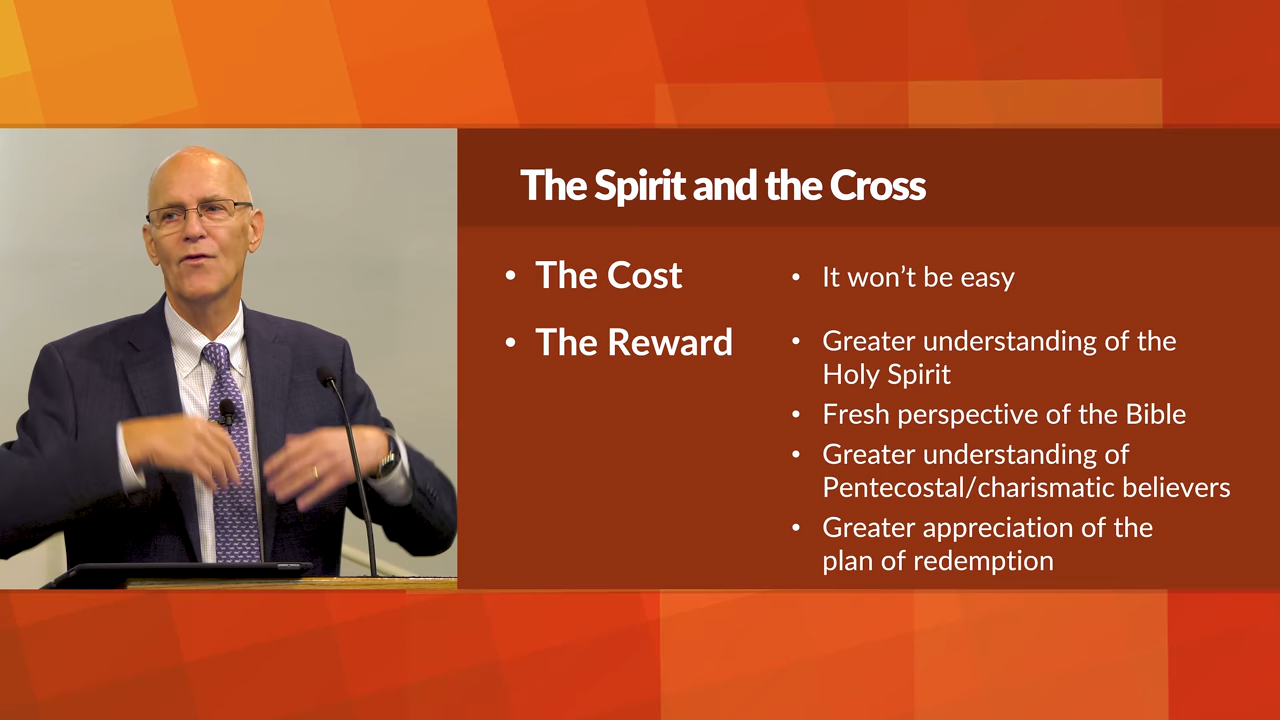 The Spirit and the Cross
• The Cost
• It won’t be easy
• The Reward
• Greater understanding of the
Holy Spirit
• Fresh perspective of the Bible
• Greater understanding of
Pentecostal/charismatic believers
• Greater appreciation of the
plan of redemption